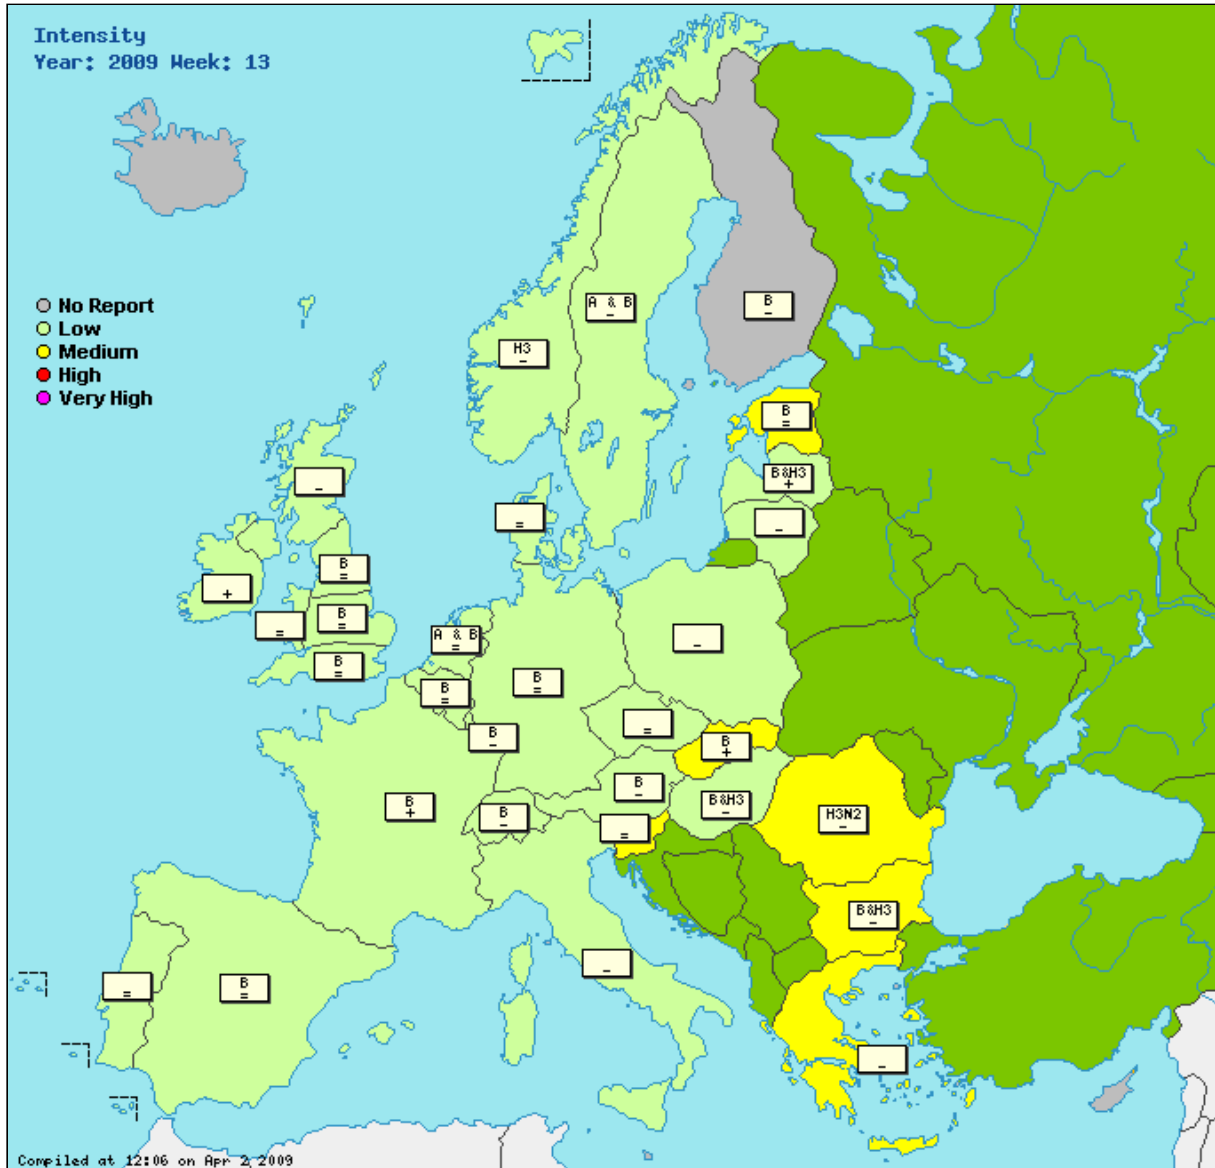 Intensity
Year: 2009 Week: 13
No Report
Low
Medium
High
Very High
A & B
-
B
-
H3
-
B
=
B&H3
+
-
-
=
B
=
+
=
B
=
A & B
=
-
B
=
B
=
B
=
=
B
-
B
+
B
-
B
+
B
-
B&H3
-
H3N2
-
=
B&H3
-
-
=
B
=
-
Compiled at 12:06 on Apr 2 2009